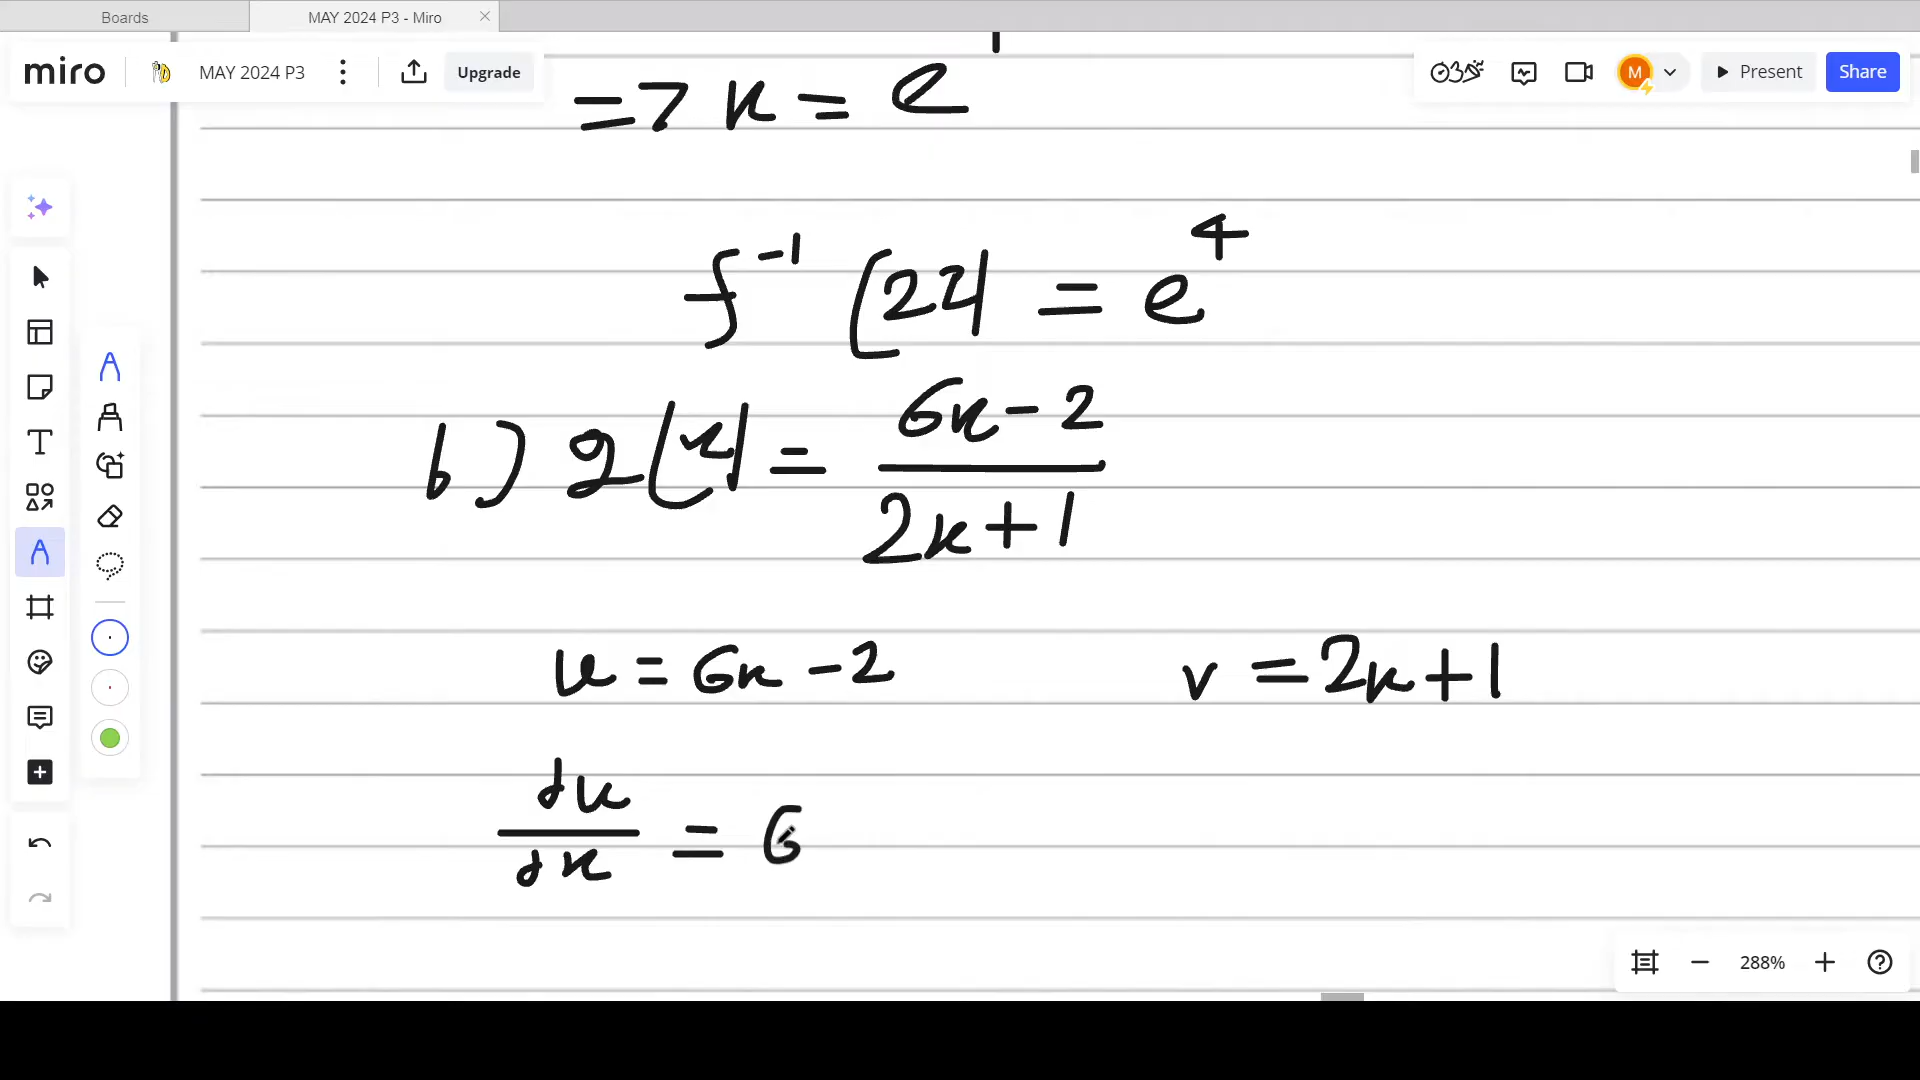 Boards
MAY 2024 P3 - Miro
miro
MAY 2024 P3
Upgrade
M
Present
Share
=> x = e
f⁻¹(22) = e⁴
b) g(x) = (6x - 2)/(2x + 1)
u = 6x - 2
v = 2x + 1
du/dx = 6
288%